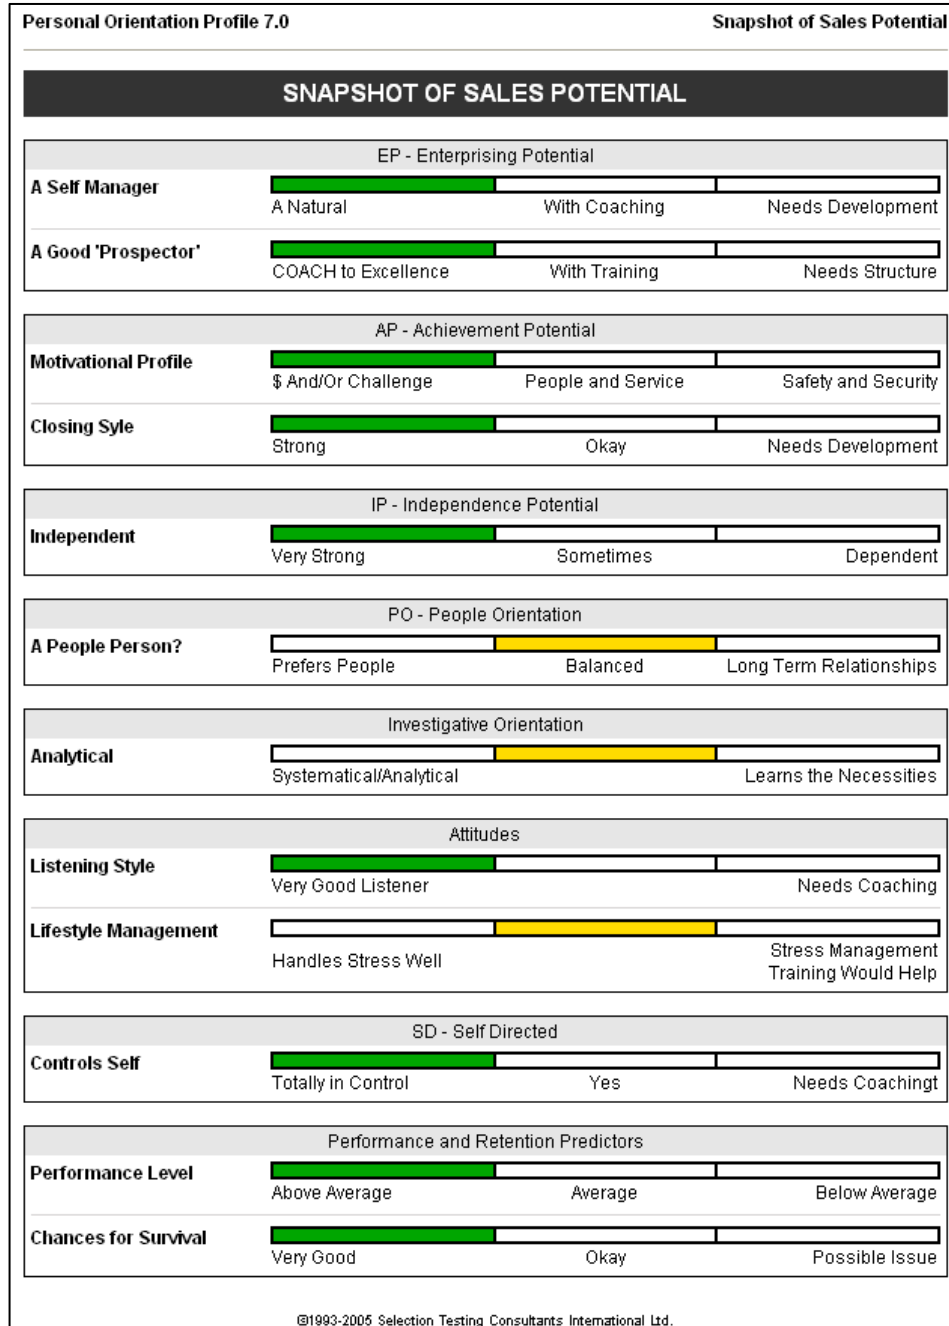 Personal Orientation Profile 7.0 Snapshot of Sales Potential
SNAPSHOT OF SALES POTENTIAL
EP - Enterprising Potential
A Self Manager
A Natural With Coaching Needs Development
A Good 'Prospector'
COACH to Excellence With Training Needs Structure
AP - Achievement Potential
Motivational Profile
$ And/Or Challenge People and Service Safety and Security
Closing Syle
Strong Okay Needs Development
IP - Independence Potential
Independent
Very Strong Sometimes Dependent
PO - People Orientation
A People Person?
Prefers People Balanced Long Term Relationships
Investigative Orientation
Analytical
Systematical/Analytical Learns the Necessities
Attitudes
Listening Style
Very Good Listener Needs Coaching
Lifestyle Management
Handles Stress Well Stress Management
Training Would Help
SD - Self Directed
Controls Self
Totally in Control Yes Needs Coachingt
Performance and Retention Predictors
Performance Level
Above Average Average Below Average
Chances for Survival
Very Good Okay Possible Issue
©1993-2005 Selection Testing Consultants International Ltd.